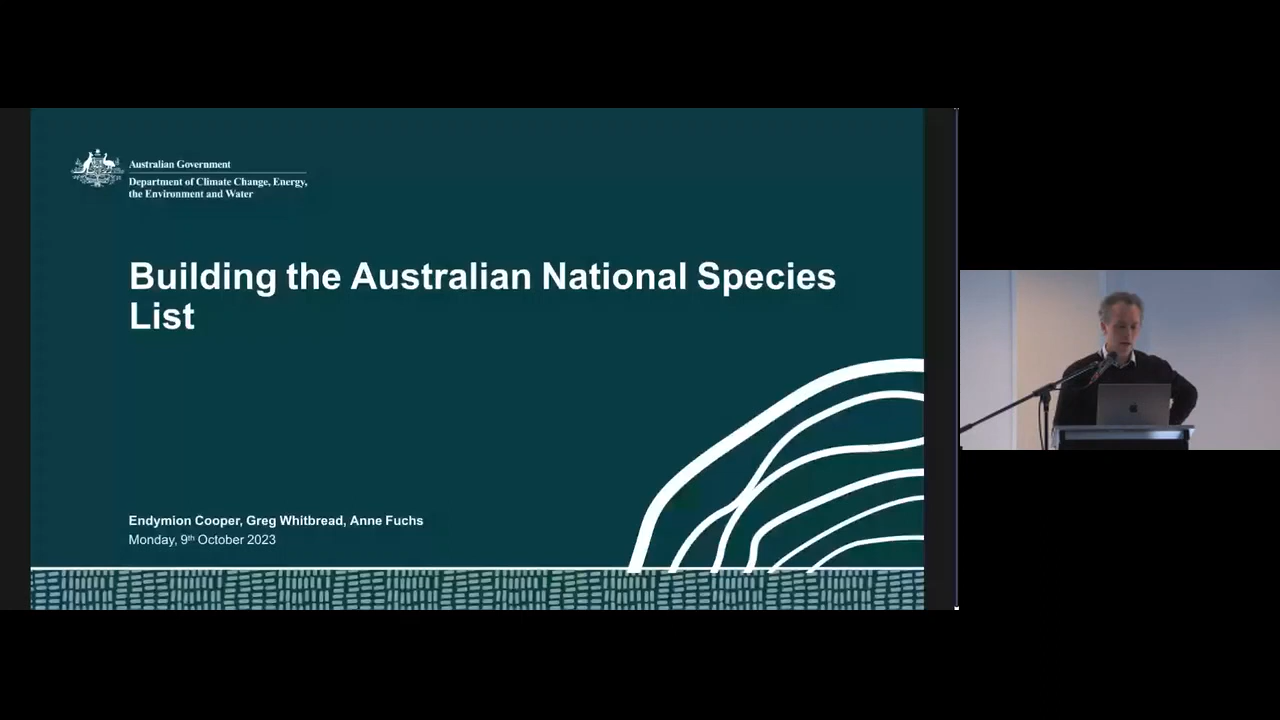 Australian Government
Department of Climate Change, Energy,
the Environment and Water
Building the Australian National Species
List
Endymion Cooper, Greg Whitbread, Anne Fuchs
Monday, 9th October 2023